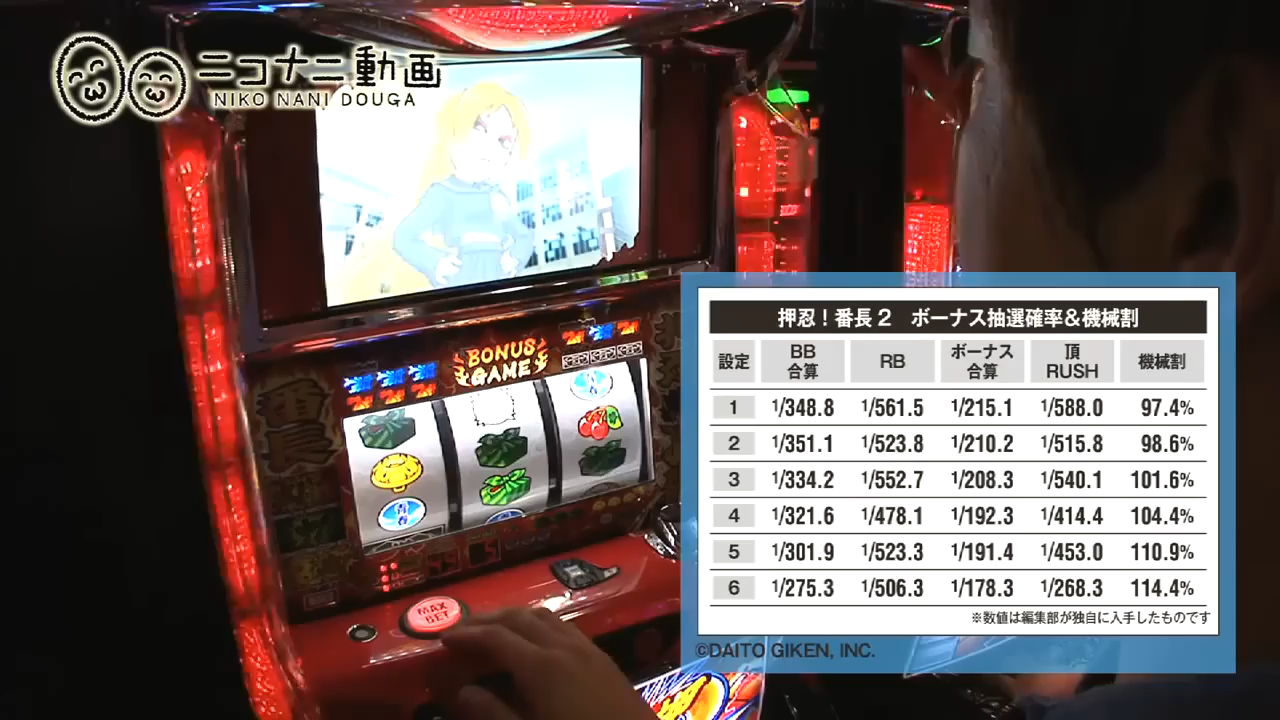 ニコナニ動画
NIKO NANI DOUGA
BONUS
GAME
番長
青春
MAX
BET
押忍！番長２ ボーナス抽選確率＆機械割
設定 BB合算 RB ボーナス合算 頂RUSH 機械割
1 1/348.8 1/561.5 1/215.1 1/588.0 97.4%
2 1/351.1 1/523.8 1/210.2 1/515.8 98.6%
3 1/334.2 1/552.7 1/208.3 1/540.1 101.6%
4 1/321.6 1/478.1 1/192.3 1/414.4 104.4%
5 1/301.9 1/523.3 1/191.4 1/453.0 110.9%
6 1/275.3 1/506.3 1/178.3 1/268.3 114.4%
※数値は編集部が独自に入手したものです
©DAITO GIKEN, INC.